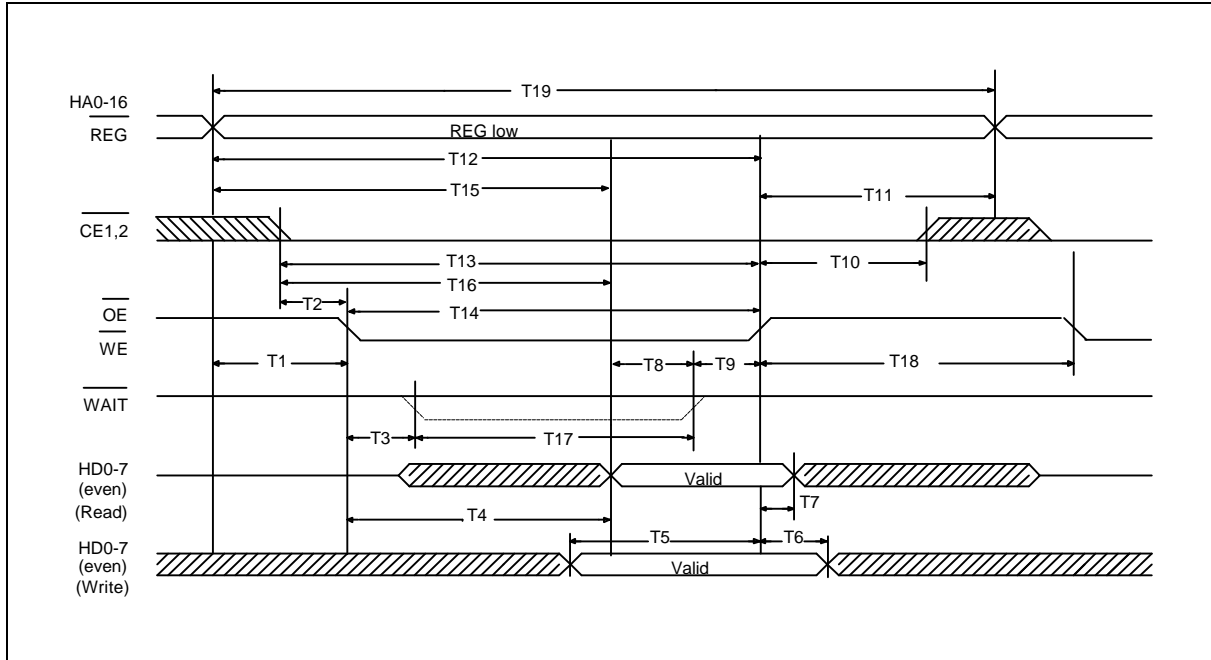 T19
HA0-16
REG
REG low
T12
T15
T11
CE1,2
T13
T10
T16
T2
OE
T14
WE
T1
T8
T9
T18
WAIT
T3
T17
HD0-7
(even)
(Read)
Valid
T7
T4
HD0-7
(even)
(Write)
T5
T6
Valid